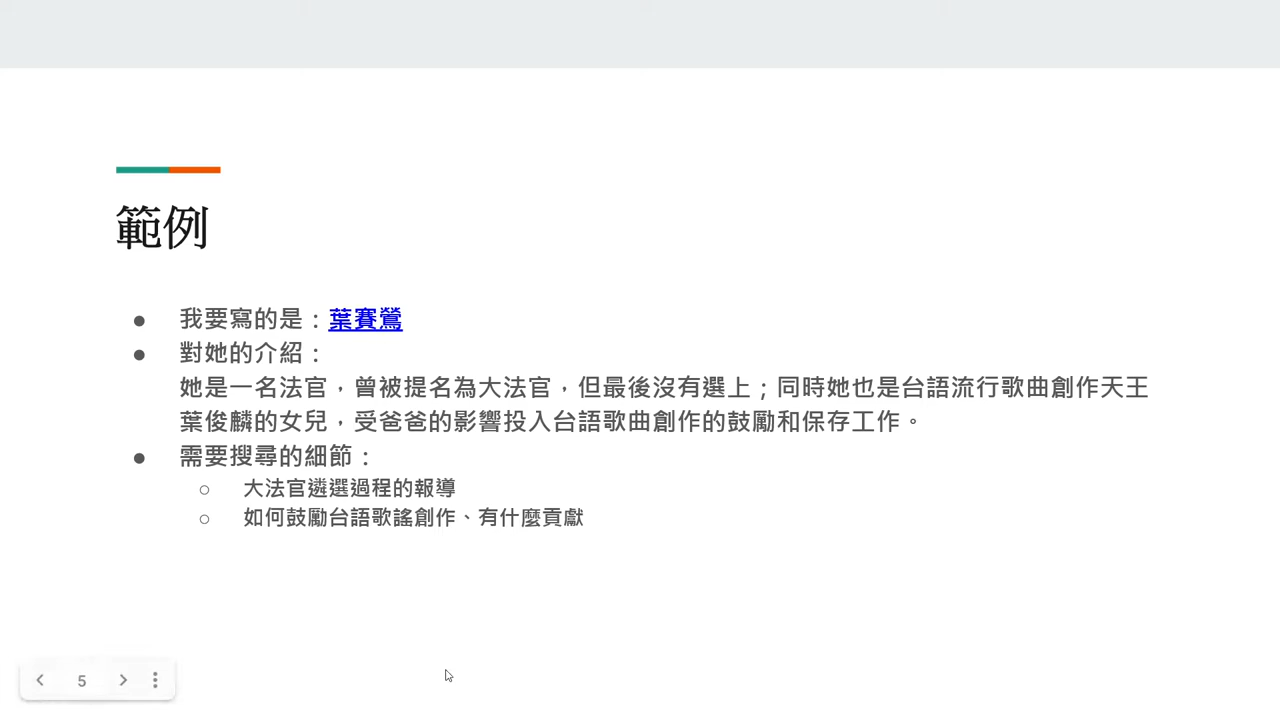 範例
● 我要寫的是：葉賽鶯
● 對她的介紹：
她是一名法官，曾被提名為大法官，但最後沒有選上；同時她也是台語流行歌曲創作天王
葉俊麟的女兒，受爸爸的影響投入台語歌曲創作的鼓勵和保存工作。
● 需要搜尋的細節：
○ 大法官遴選過程的報導
○ 如何鼓勵台語歌謠創作、有什麼貢獻
5